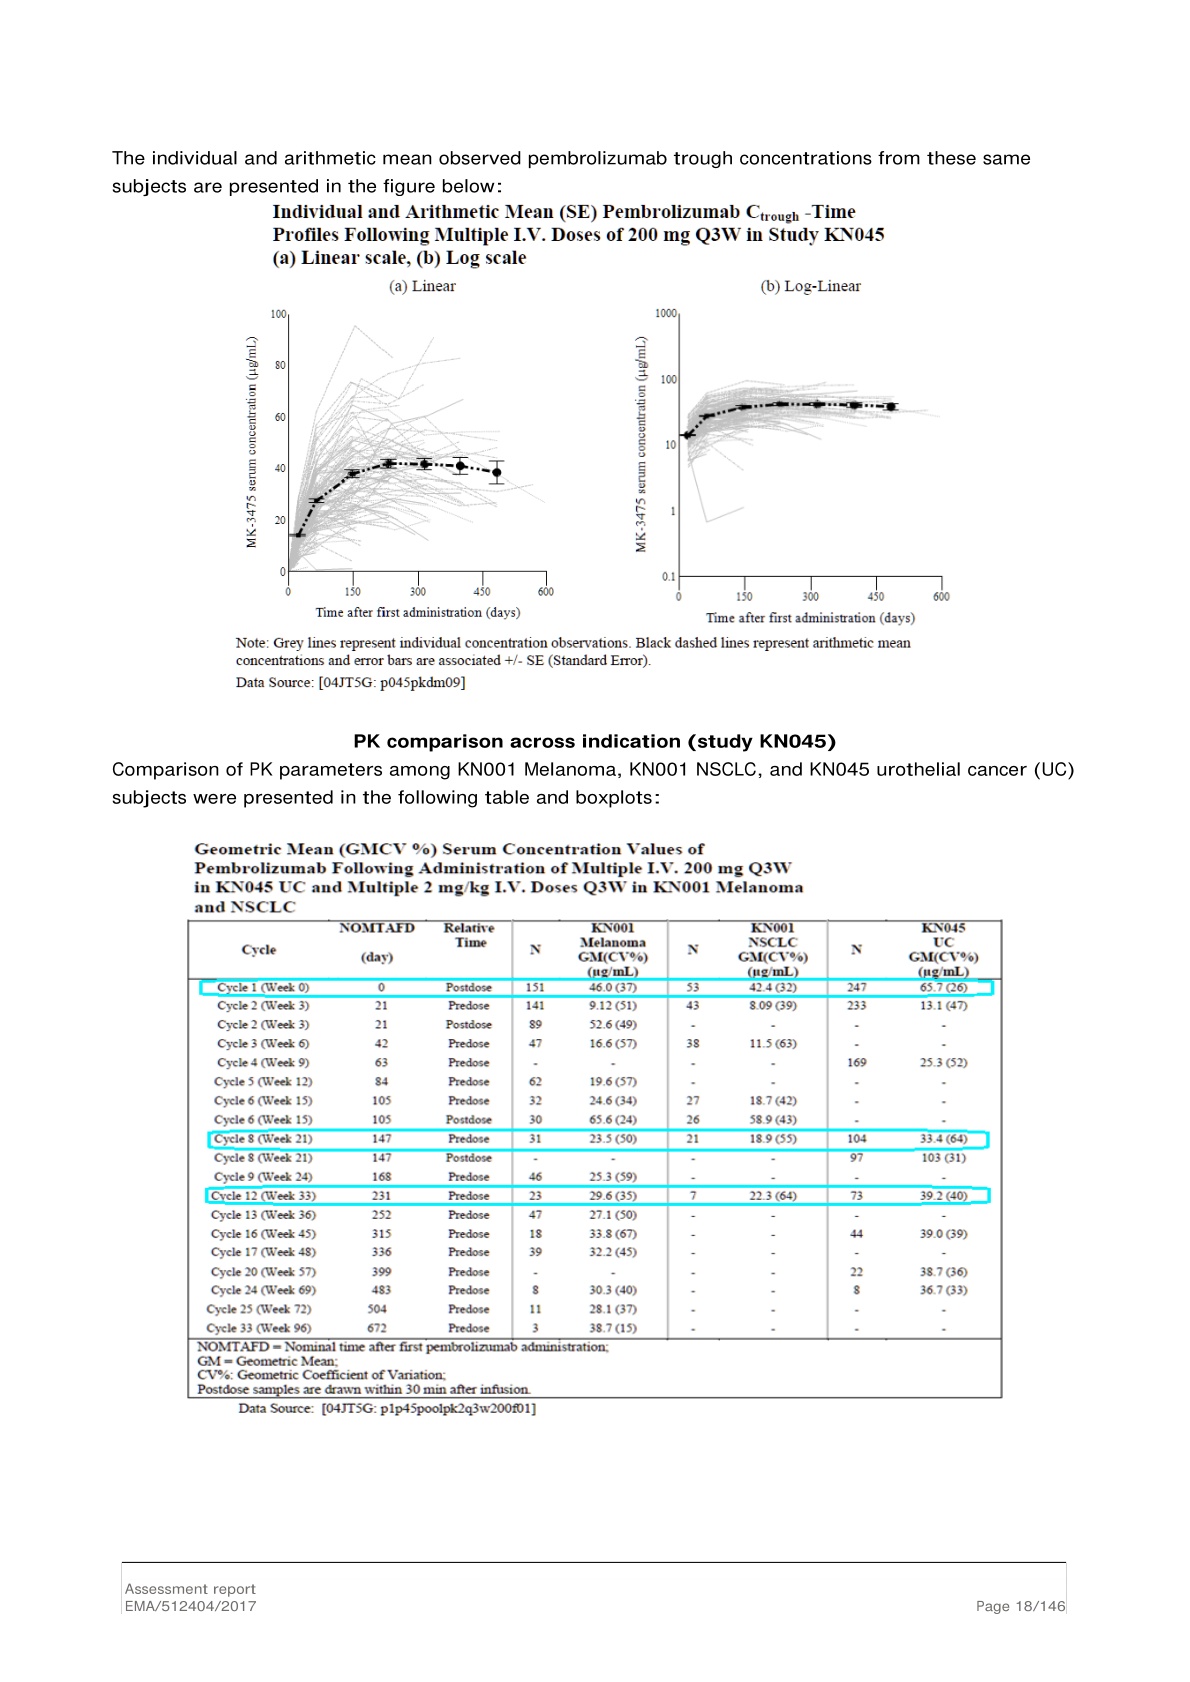 The individual and arithmetic mean observed pembrolizumab trough concentrations from these same
subjects are presented in the figure below:
Individual and Arithmetic Mean (SE) Pembrolizumab Ctrough -Time
Profiles Following Multiple I.V. Doses of 200 mg Q3W in Study KN045
(a) Linear scale, (b) Log scale
(a) Linear
(b) Log-Linear
MK-3475 serum concentration (µg/mL)
100
80
60
40
20
0
0 150 300 450 600
Time after first administration (days)
MK-3475 serum concentration (µg/mL)
1000
100
10
1
0.1
0 150 300 450 600
Time after first administration (days)
Note: Grey lines represent individual concentration observations. Black dashed lines represent arithmetic mean
concentrations and error bars are associated +/- SE (Standard Error).
Data Source: [04JT5G: p045pkdm09]
PK comparison across indication (study KN045)
Comparison of PK parameters among KN001 Melanoma, KN001 NSCLC, and KN045 urothelial cancer (UC)
subjects were presented in the following table and boxplots:
Geometric Mean (GMCV %) Serum Concentration Values of
Pembrolizumab Following Administration of Multiple I.V. 200 mg Q3W
in KN045 UC and Multiple 2 mg/kg I.V. Doses Q3W in KN001 Melanoma
and NSCLC
Cycle NOMTAFD (day) Relative Time N KN001 Melanoma GM(CV%) (µg/mL) N KN001 NSCLC GM(CV%) (µg/mL) N KN045 UC GM(CV%) (µg/mL)
Cycle 1 (Week 0) 0 Postdose 151 46.0 (37) 53 42.4 (32) 247 65.7 (26)
Cycle 2 (Week 3) 21 Predose 141 9.12 (51) 43 8.09 (39) 233 13.1 (47)
Cycle 2 (Week 3) 21 Postdose 89 52.6 (49) - - - -
Cycle 3 (Week 6) 42 Predose 47 16.6 (57) 38 11.5 (63) - -
Cycle 4 (Week 9) 63 Predose - - - - 169 25.3 (52)
Cycle 5 (Week 12) 84 Predose 62 19.6 (57) - - - -
Cycle 6 (Week 15) 105 Predose 32 24.6 (34) 27 18.7 (42) - -
Cycle 6 (Week 15) 105 Postdose 30 65.6 (24) 26 58.9 (43) - -
Cycle 8 (Week 21) 147 Predose 31 23.5 (50) 21 18.9 (55) 104 33.4 (64)
Cycle 8 (Week 21) 147 Postdose - - - - 97 103 (31)
Cycle 9 (Week 24) 168 Predose 46 25.3 (59) - - - -
Cycle 12 (Week 33) 231 Predose 23 29.6 (35) 7 22.3 (64) 73 39.2 (40)
Cycle 13 (Week 36) 252 Predose 47 27.1 (50) - - - -
Cycle 16 (Week 45) 315 Predose 18 33.8 (67) - - 44 39.0 (39)
Cycle 17 (Week 48) 336 Predose 39 32.2 (45) - - - -
Cycle 20 (Week 57) 399 Predose - - - - 22 38.7 (36)
Cycle 24 (Week 69) 483 Predose 8 30.3 (40) - - 8 36.7 (33)
Cycle 25 (Week 72) 504 Predose 11 28.1 (37) - - - -
Cycle 33 (Week 96) 672 Predose 3 38.7 (15) - - - -
NOMTAFD = Nominal time after first pembrolizumab administration;
GM = Geometric Mean;
CV%: Geometric Coefficient of Variation;
Postdose samples are drawn within 30 min after infusion.
Data Source: [04JT5G: p1p45poolpk2q3w200f01]
Assessment report
EMA/512404/2017
Page 18/146